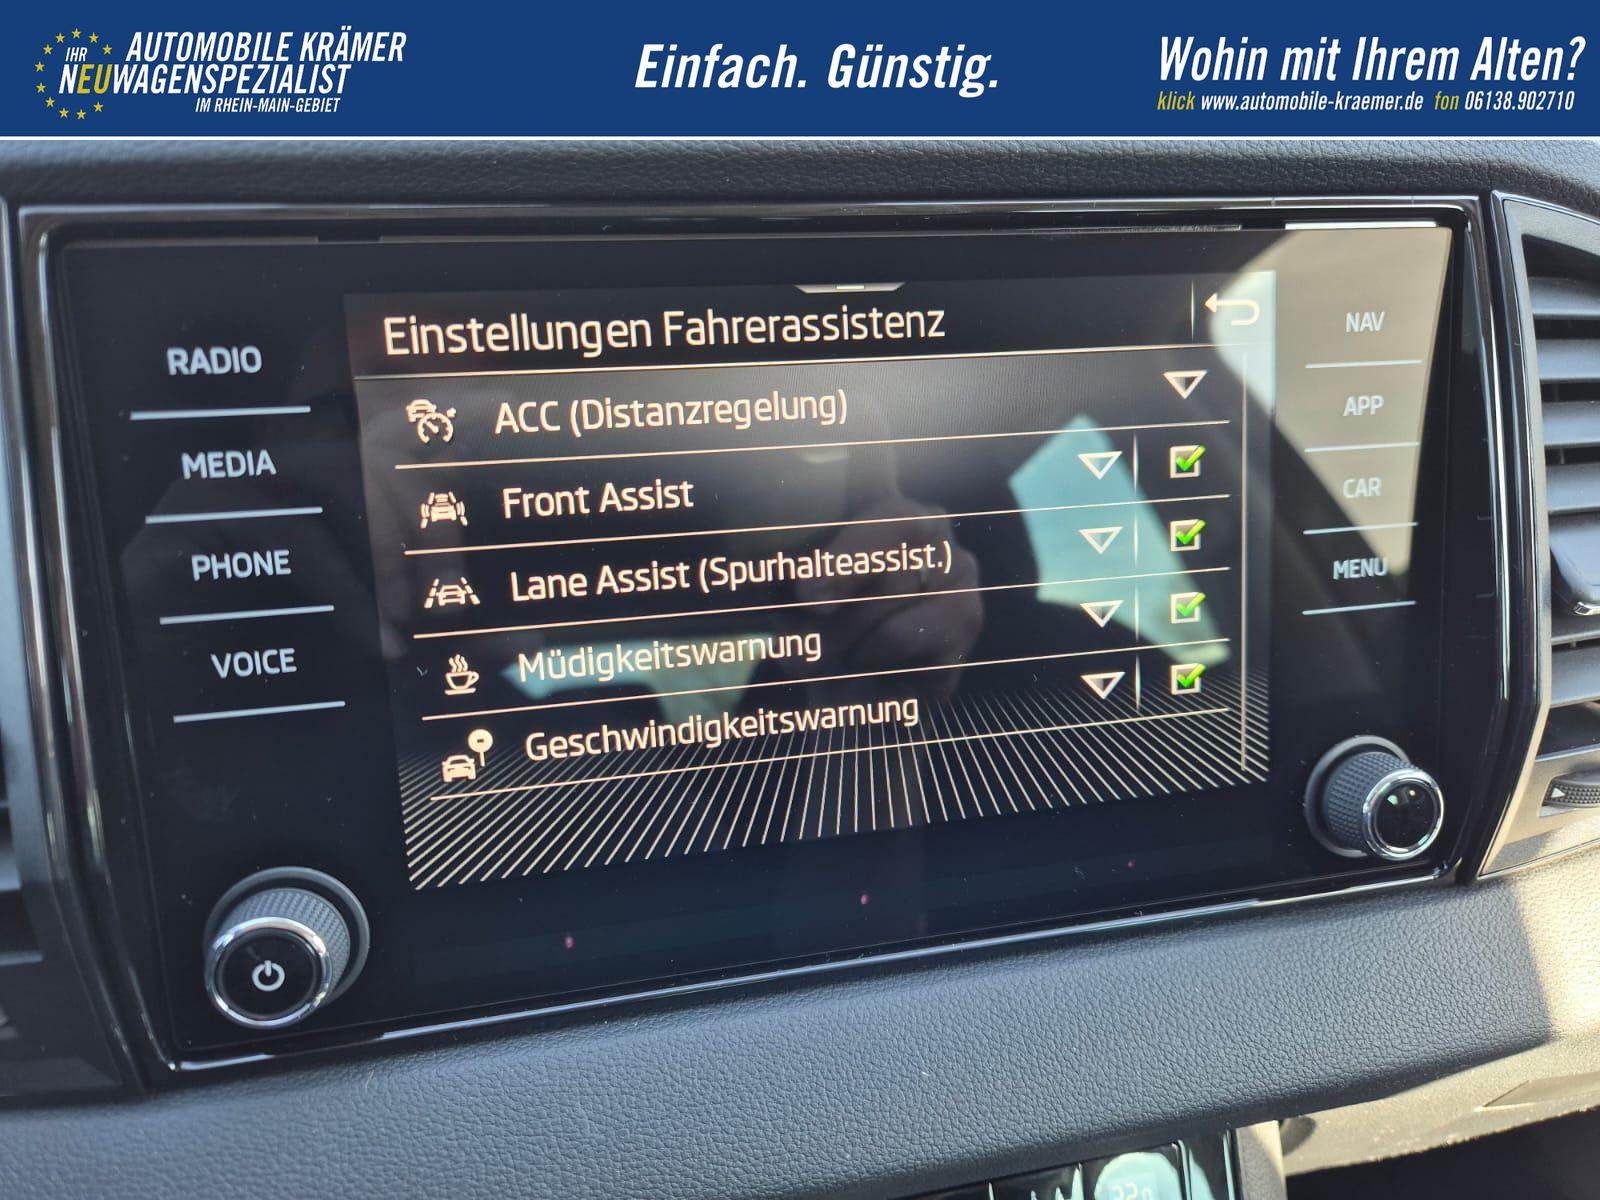 IHR AUTOMOBILE KRÄMER
NEUWAGENSPEZIALIST
IM RHEIN-MAIN-GEBIET
Einfach. Günstig.
Wohin mit Ihrem Alten?
klick www.automobile-kraemer.de fon 06138.902710
RADIO
MEDIA
PHONE
VOICE
Einstellungen Fahrerassistenz
ACC (Distanzregelung)
Front Assist
Lane Assist (Spurhalteassist.)
Müdigkeitswarnung
Geschwindigkeitswarnung
NAV
APP
CAR
MENU